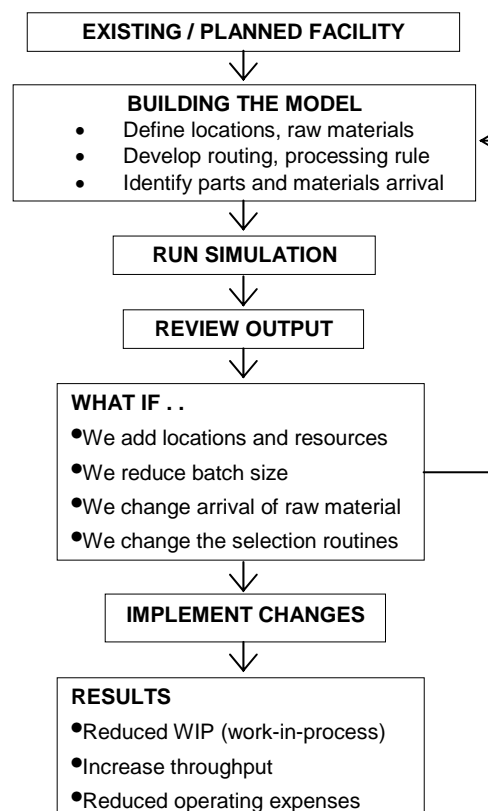 EXISTING / PLANNED FACILITY
BUILDING THE MODEL
• Define locations, raw materials
• Develop routing, processing rule
• Identify parts and materials arrival
RUN SIMULATION
REVIEW OUTPUT
WHAT IF . .
•We add locations and resources
•We reduce batch size
•We change arrival of raw material
•We change the selection routines
IMPLEMENT CHANGES
RESULTS
•Reduced WIP (work-in-process)
•Increase throughput
•Reduced operating expenses